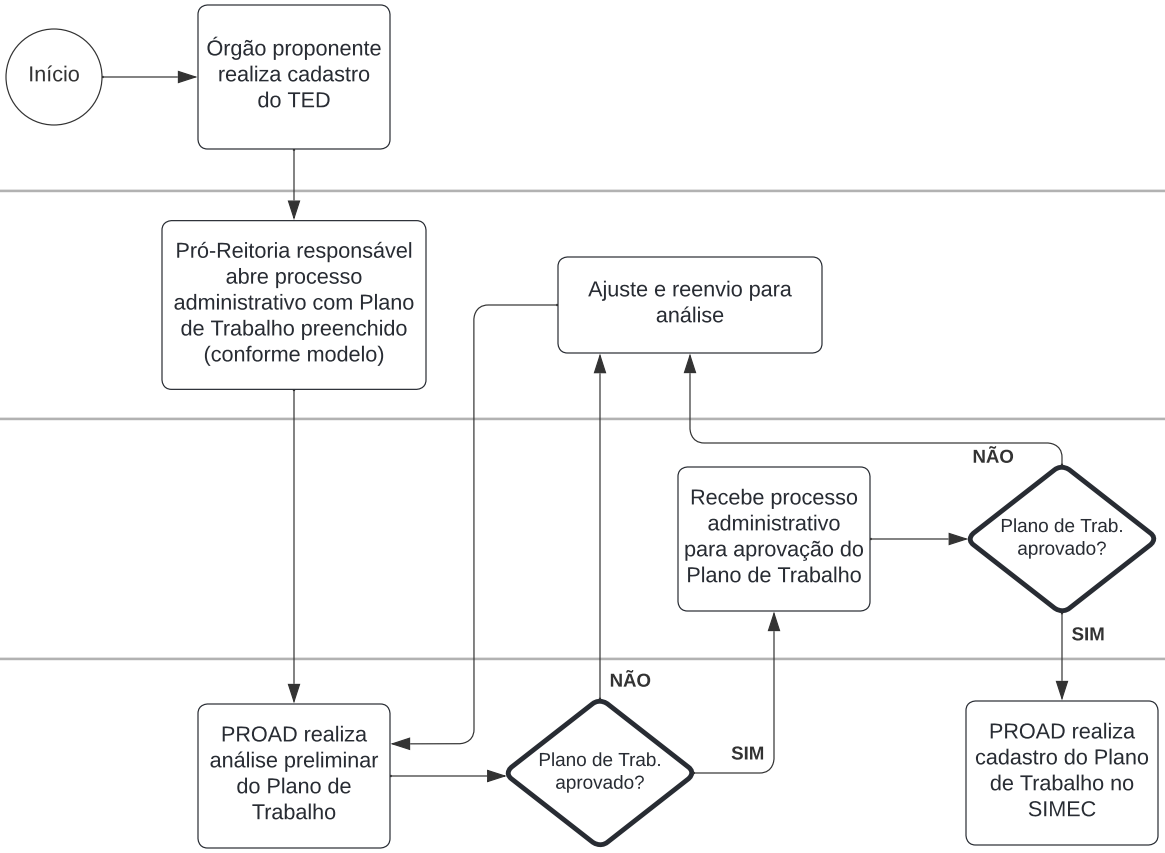 Início
Órgão proponente
realiza cadastro
do TED
Pró-Reitoria responsável
abre processo
administrativo com Plano
de Trabalho preenchido
(conforme modelo)
Ajuste e reenvio para
análise
NÃO
Recebe processo
administrativo
para aprovação do
Plano de Trabalho
Plano de Trab.
aprovado?
SIM
NÃO
PROAD realiza
análise preliminar
do Plano de
Trabalho
Plano de Trab.
aprovado?
SIM
PROAD realiza
cadastro do Plano
de Trabalho no
SIMEC